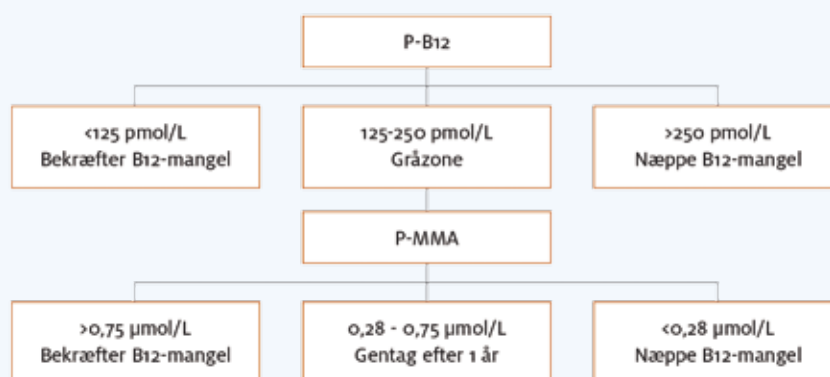 P-B12
<125 pmol/L
Bekræfter B12-mangel
125-250 pmol/L
Gråzone
>250 pmol/L
Næppe B12-mangel
P-MMA
>0,75 µmol/L
Bekræfter B12-mangel
0,28 - 0,75 µmol/L
Gentag efter 1 år
<0,28 µmol/L
Næppe B12-mangel